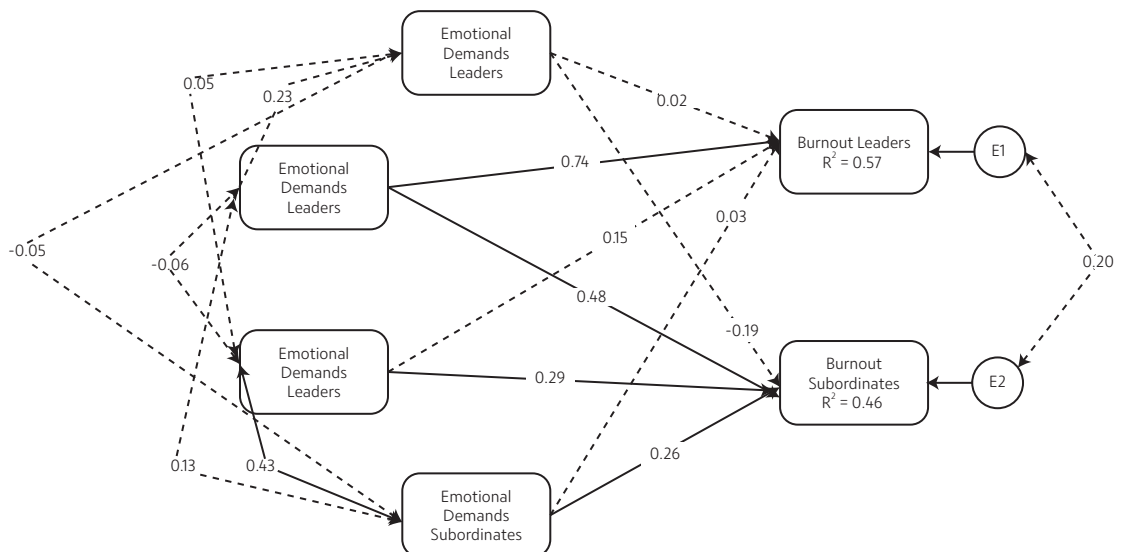 Emotional
Demands
Leaders
0.05
0.23
0.02
Burnout Leaders
R² = 0.57
E1
Emotional
Demands
Leaders
0.74
0.03
0.15
-0.05
-0.06
0.20
0.48
-0.19
Emotional
Demands
Leaders
0.29
Burnout
Subordinates
R² = 0.46
E2
0.26
0.13
0.43
Emotional
Demands
Subordinates